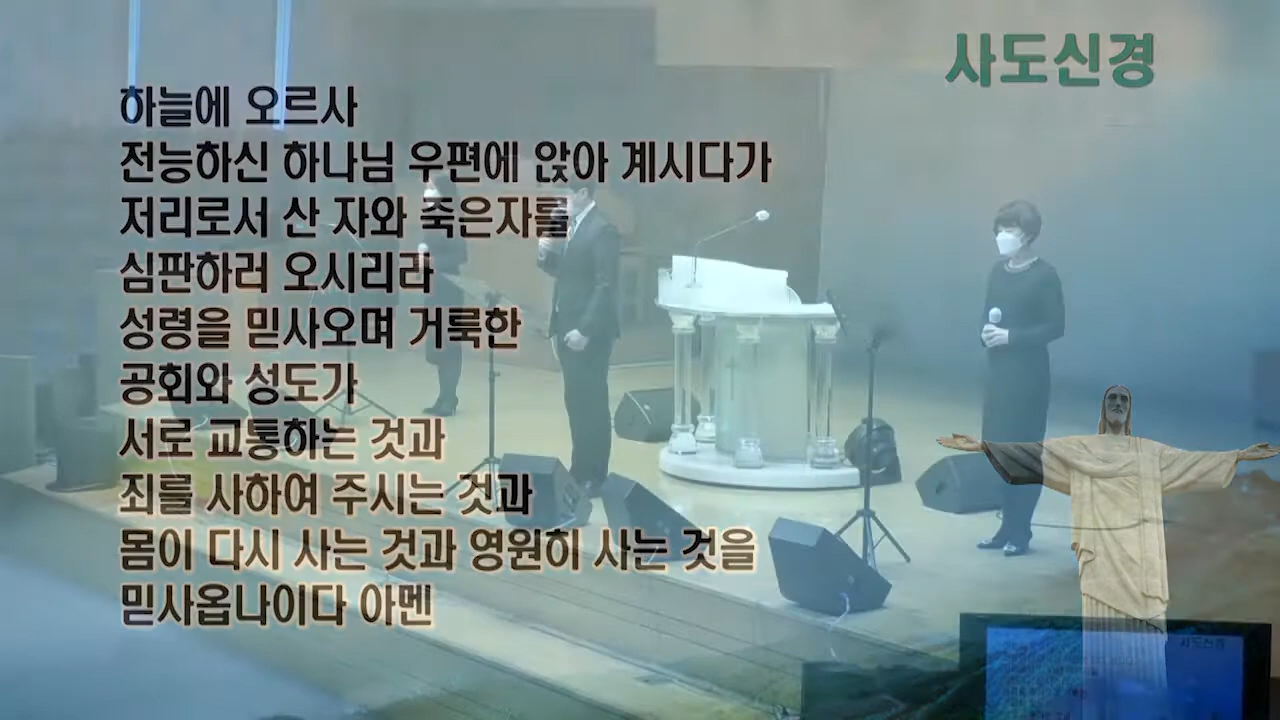 사도신경
하늘에 오르사
전능하신 하나님 우편에 앉아 계시다가
저리로서 산 자와 죽은자를
심판하러 오시리라
성령을 믿사오며 거룩한
공회와 성도가
서로 교통하는 것과
죄를 사하여 주시는 것과
몸이 다시 사는 것과 영원히 사는 것을
믿사옵나이다 아멘
사도신경